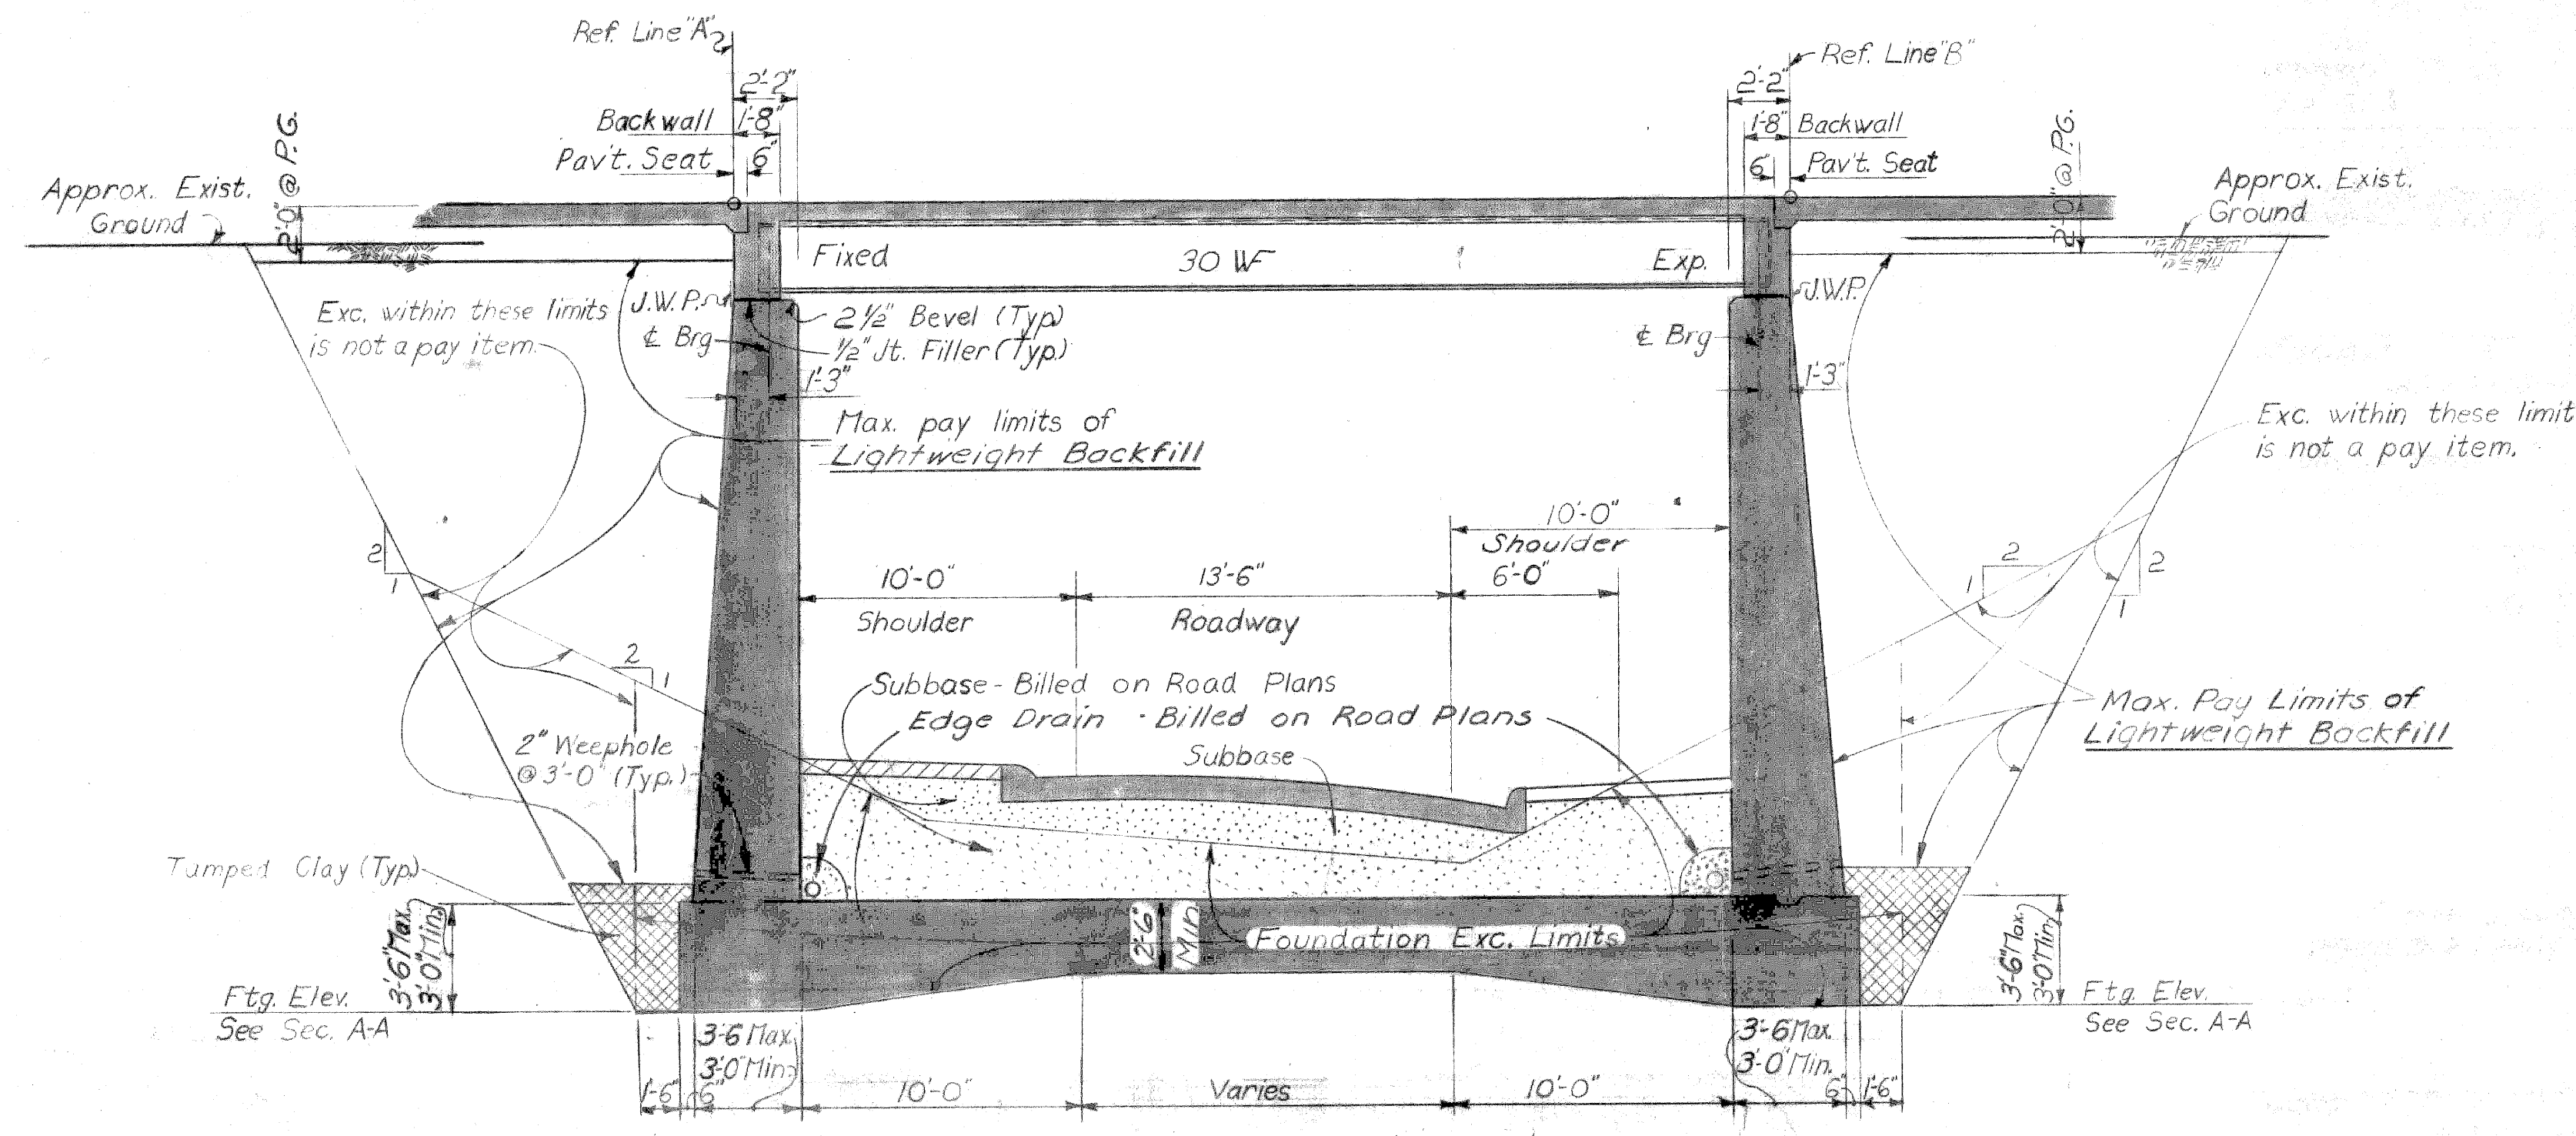 Ref. Line "A"
Ref. Line "B"
2'-2"
2'-2"
Backwall 1'-8"
1'-8" Backwall
Pav't. Seat 6"
6" Pav't. Seat
2'-0" @ P.G.
2'-0" @ P.G.
Approx. Exist.
Ground
Approx. Exist.
Ground
Fixed
30 WF
Exp.
J.W.P.
J.W.P.
Exc. within these limits
is not a pay item.
2½" Bevel (Typ)
½" Jt. Filler (Typ.)
℄ Brg
℄ Brg
1'-3"
1'-3"
Max. pay limits of
Lightweight Backfill
Exc. within these limit
is not a pay item.
10'-0"
Shoulder
10'-0"
13'-6"
6'-0"
Shoulder
Roadway
2
1
2
1
2
1
2
1
Subbase - Billed on Road Plans
Edge Drain - Billed on Road Plans
Subbase
Max. Pay Limits of
Lightweight Backfill
2" Weephole
@ 3'-0" (Typ.)
Tamped Clay (Typ.)
3'-6" Max.
3'-0" Min.
2'-6"
Min
Foundation Exc. Limits
3'-6" Max.
3'-0" Min.
Ftg. Elev.
See Sec. A-A
Ftg. Elev.
See Sec. A-A
3'-6 Max.
3'-0" Min.
3'-6 Max.
3'-0" Min.
1'-6"
6"
10'-0"
Varies
10'-0"
6"
1'-6"